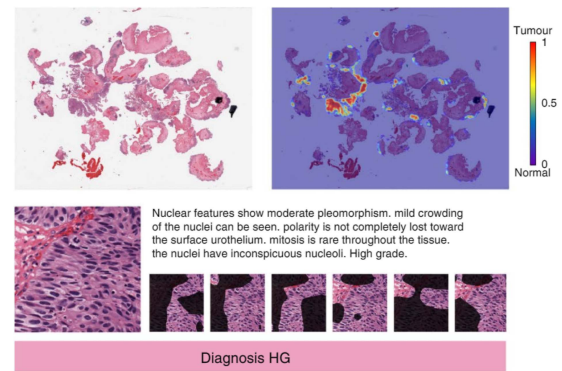 Tumour
1
0.5
0
Normal
Nuclear features show moderate pleomorphism. mild crowding
of the nuclei can be seen. polarity is not completely lost toward
the surface urothelium. mitosis is rare throughout the tissue.
the nuclei have inconspicuous nucleoli. High grade.
Diagnosis HG